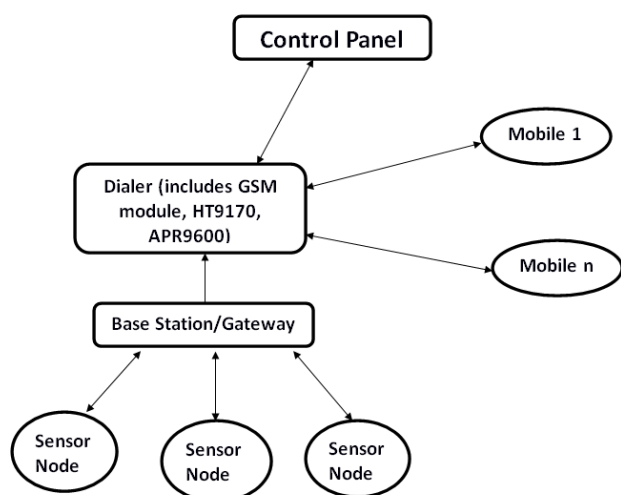 Control Panel
Mobile 1
Dialer (includes GSM
module, HT9170,
APR9600)
Mobile n
Base Station/Gateway
Sensor
Node
Sensor
Node
Sensor
Node